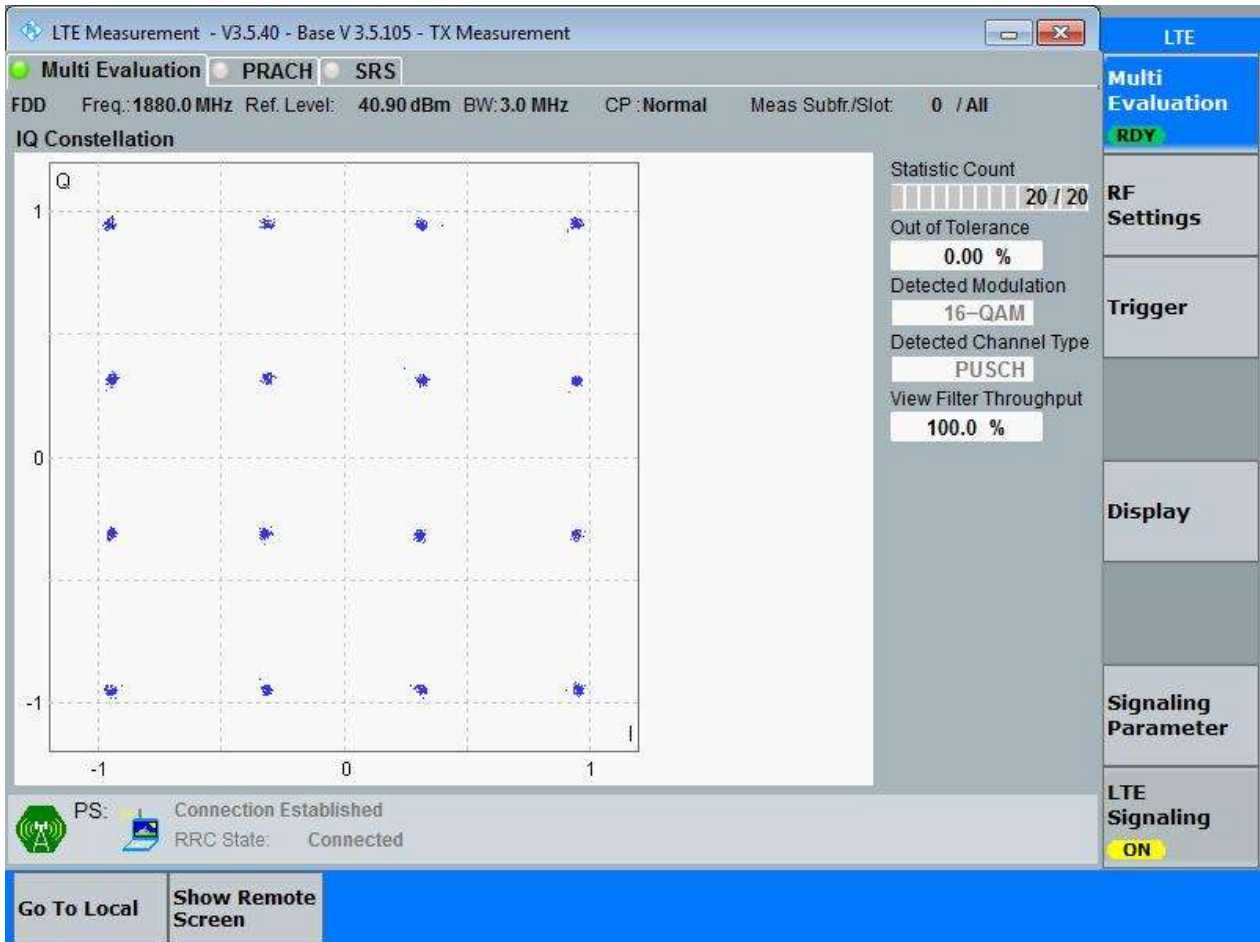 LTE Measurement - V3.5.40 - Base V 3.5.105 - TX Measurement
LTE
Multi Evaluation PRACH SRS
FDD Freq.: 1880.0 MHz Ref. Level: 40.90 dBm BW: 3.0 MHz CP : Normal Meas Subfr./Slot: 0 / All
IQ Constellation
Q
1
0
-1
I
-1 0 1
Statistic Count
20 / 20
Out of Tolerance
0.00 %
Detected Modulation
16-QAM
Detected Channel Type
PUSCH
View Filter Throughput
100.0 %
Multi
Evaluation
RDY
RF
Settings
Trigger
Display
Signaling
Parameter
LTE
Signaling
ON
PS: Connection Established
RRC State: Connected
Go To Local
Show Remote
Screen